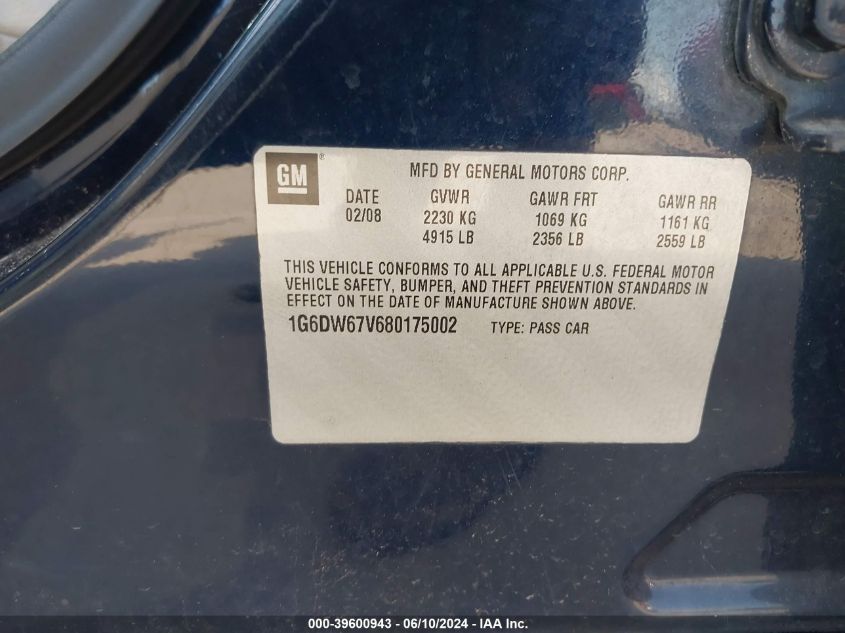 GM®
MFD BY GENERAL MOTORS CORP.
DATE GVWR GAWR FRT GAWR RR
02/08 2230 KG 1069 KG 1161 KG
4915 LB 2356 LB 2559 LB
THIS VEHICLE CONFORMS TO ALL APPLICABLE U.S. FEDERAL MOTOR
VEHICLE SAFETY, BUMPER, AND THEFT PREVENTION STANDARDS IN
EFFECT ON THE DATE OF MANUFACTURE SHOWN ABOVE.
1G6DW67V680175002 TYPE: PASS CAR
000-39600943 - 06/10/2024 - IAA Inc.